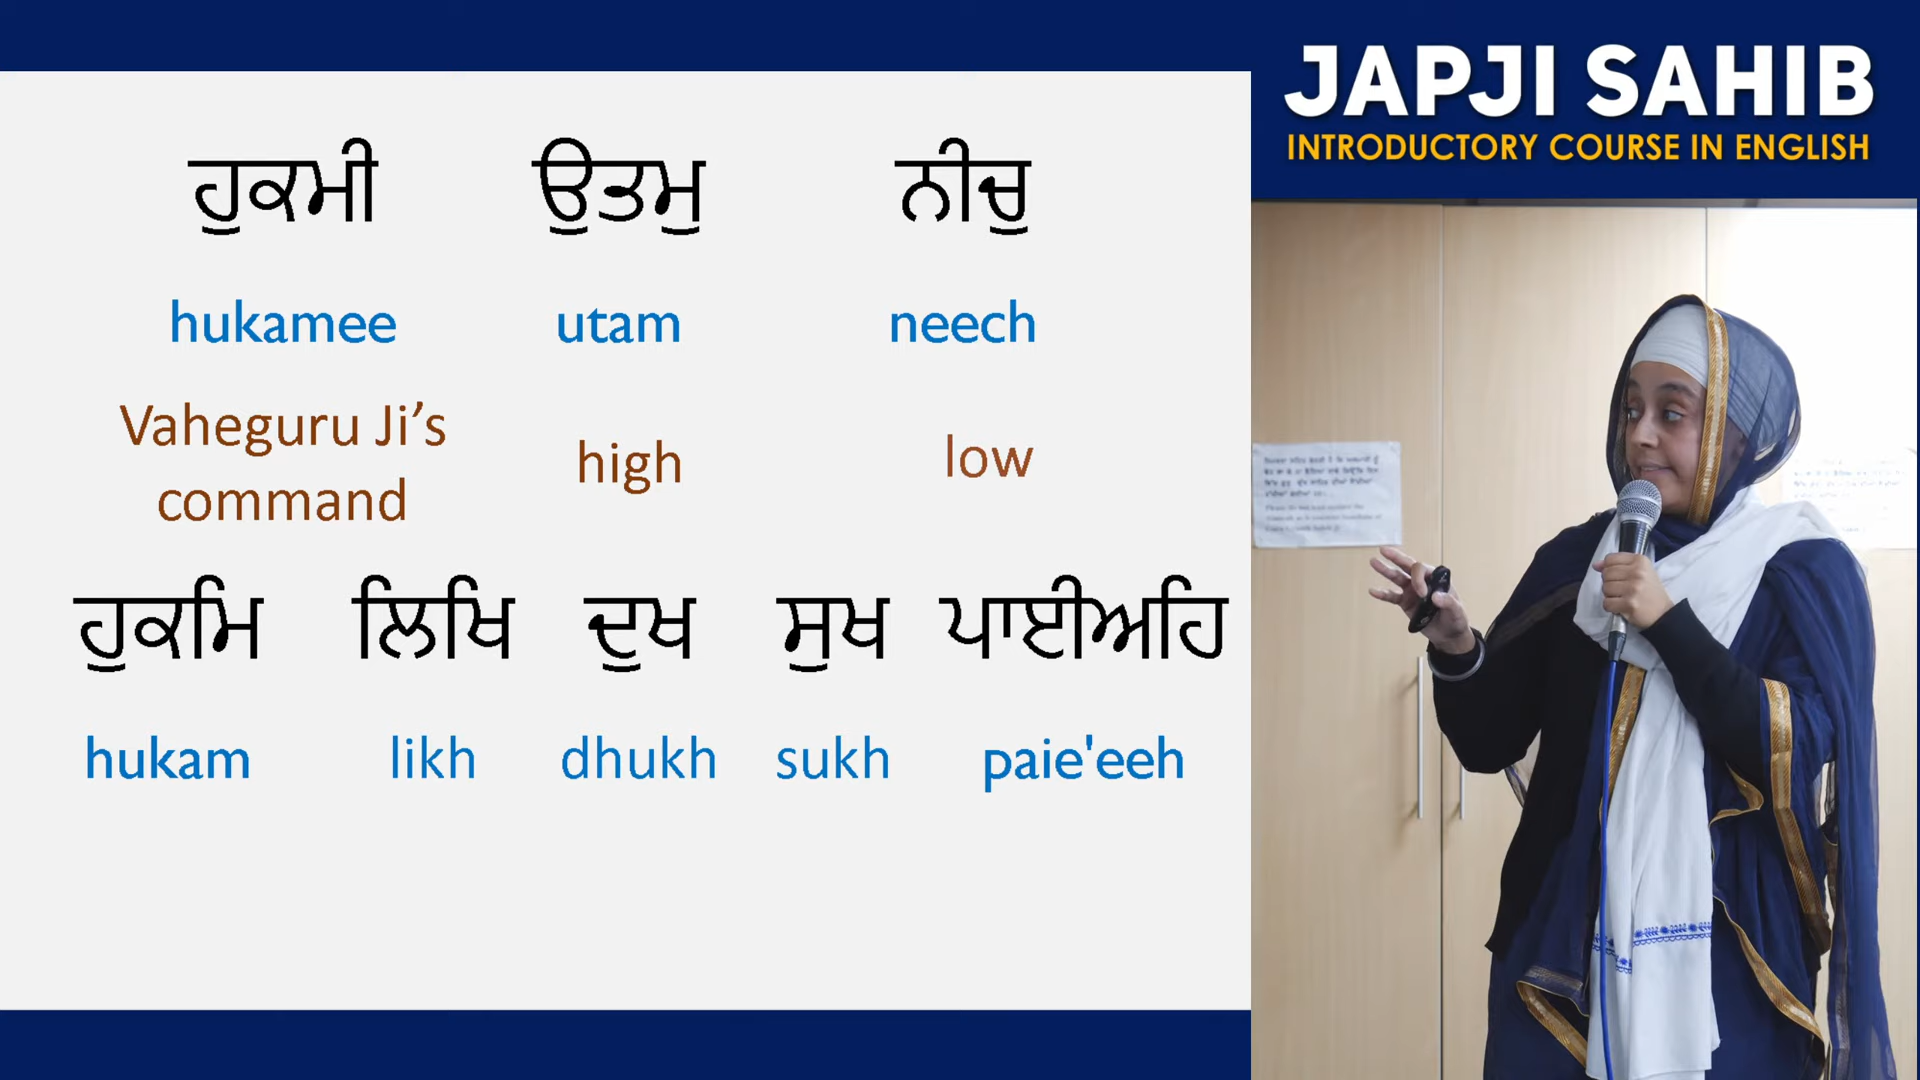 JAPJI SAHIB
INTRODUCTORY COURSE IN ENGLISH
ਹੁਕਮੀ ਉਤਮੁ ਨੀਚੁ
hukamee utam neech
Vaheguru Ji’s command high low
ਹੁਕਮਿ ਲਿਖਿ ਦੁਖ ਸੁਖ ਪਾਈਅਹਿ
hukam likh dhukh sukh paie'eeh